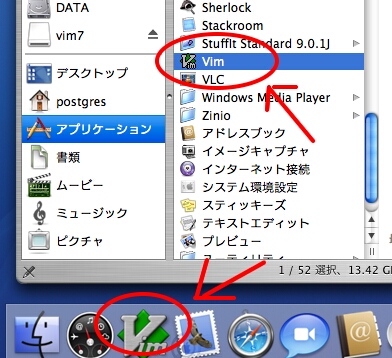 DATA
vim7
デスクトップ
postgres
アプリケーション
書類
ムービー
ミュージック
ピクチャ
Sherlock
Stackroom
StuffIt Standard 9.0.1J
Vim
VLC
Windows Media Player
Zinio
アドレスブック
イメージキャプチャ
インターネット接続
システム環境設定
スティッキーズ
テキストエディット
プレビュー
1 / 52 選択、13.42 G
Vim